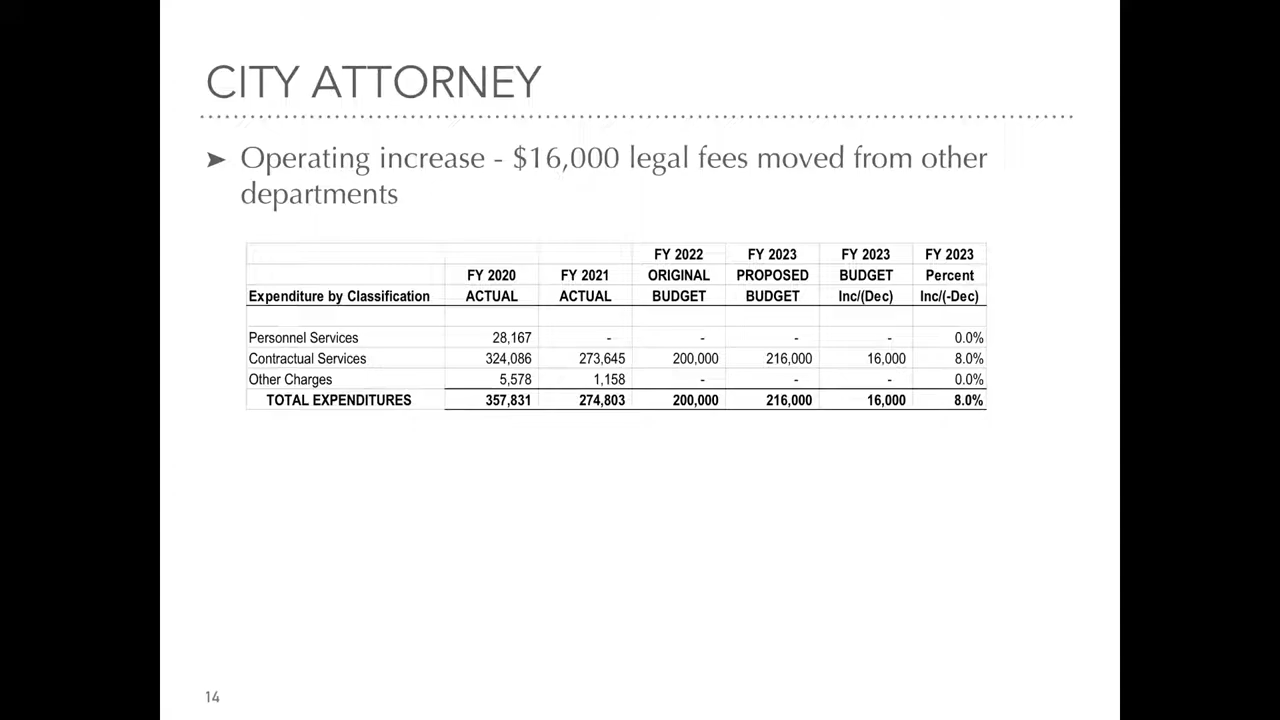 CITY ATTORNEY
➤ Operating increase - $16,000 legal fees moved from other
departments
FY 2022 FY 2023 FY 2023 FY 2023
FY 2020 FY 2021 ORIGINAL PROPOSED BUDGET Percent
Expenditure by Classification ACTUAL ACTUAL BUDGET BUDGET Inc/(Dec) Inc/(-Dec)
Personnel Services 28,167 - - - - 0.0%
Contractual Services 324,086 273,645 200,000 216,000 16,000 8.0%
Other Charges 5,578 1,158 - - - 0.0%
TOTAL EXPENDITURES 357,831 274,803 200,000 216,000 16,000 8.0%
14